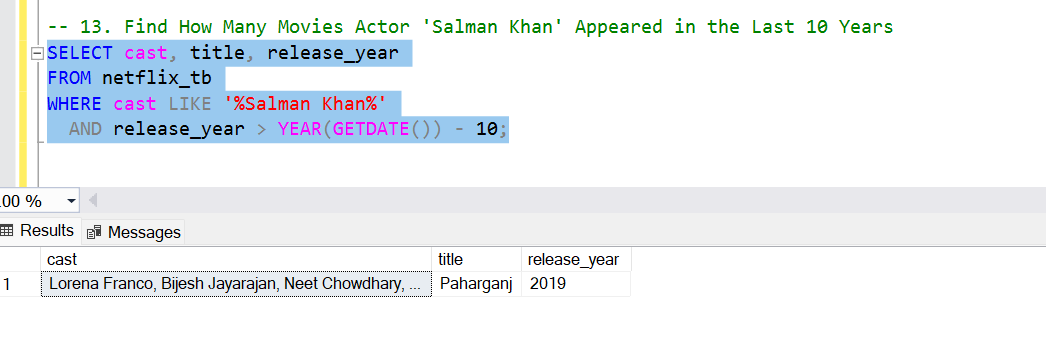 -- 13. Find How Many Movies Actor 'Salman Khan' Appeared in the Last 10 Years
SELECT cast, title, release_year
FROM netflix_tb
WHERE cast LIKE '%Salman Khan%'
AND release_year > YEAR(GETDATE()) - 10;
.00 %
Results Messages
cast title release_year
1 Lorena Franco, Bijesh Jayarajan, Neet Chowdhary, ... Paharganj 2019